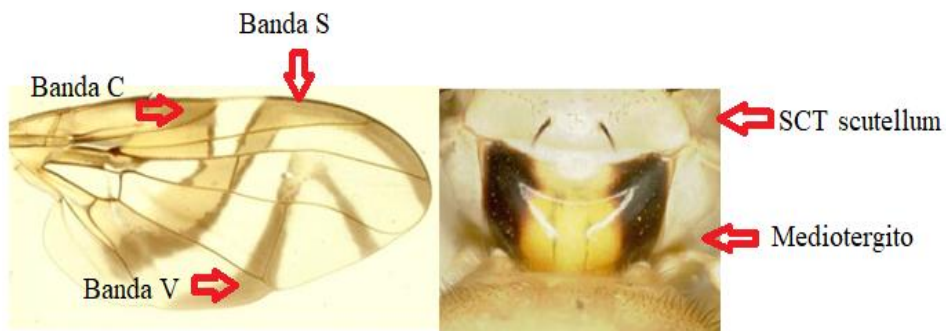 Banda S
Banda C
SCT scutellum
Mediotergito
Banda V